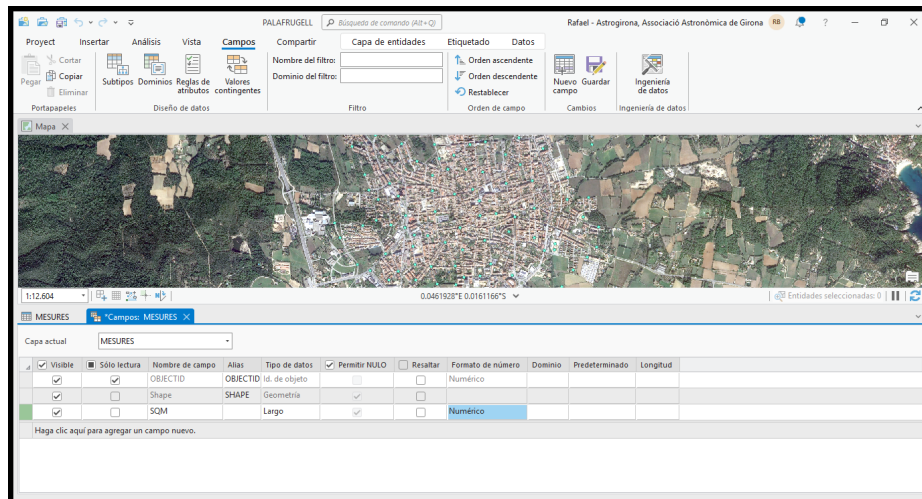 PALAFRUGELL
Búsqueda de comando (Alt+Q)
Rafael - Astrogirona, Associació Astronòmica de Girona
RB
?
Proyect Insertar Análisis Vista Campos Compartir Capa de entidades Etiquetado Datos
Pegar
Cortar
Copiar
Eliminar
Portapapeles
Subtipos
Dominios
Reglas de atributos
Valores contingentes
Diseño de datos
Nombre del filtro:
Dominio del filtro:
Filtro
Orden ascendente
Orden descendente
Restablecer
Orden de campo
Nuevo campo
Guardar
Cambios
Ingeniería de datos
Ingeniería de datos
Mapa
1:12.604
0.0461928°E 0.0161166°S
Entidades seleccionadas: 0
MESURES
*Campos: MESURES
Capa actual MESURES
Visible Sólo lectura Nombre de campo Alias Tipo de datos Permitir NULO Resaltar Formato de número Dominio Predeterminado Longitud
OBJECTID OBJECTID Id. de objeto Numérico
Shape SHAPE Geometría
SQM Largo Numérico
Haga clic aquí para agregar un campo nuevo.